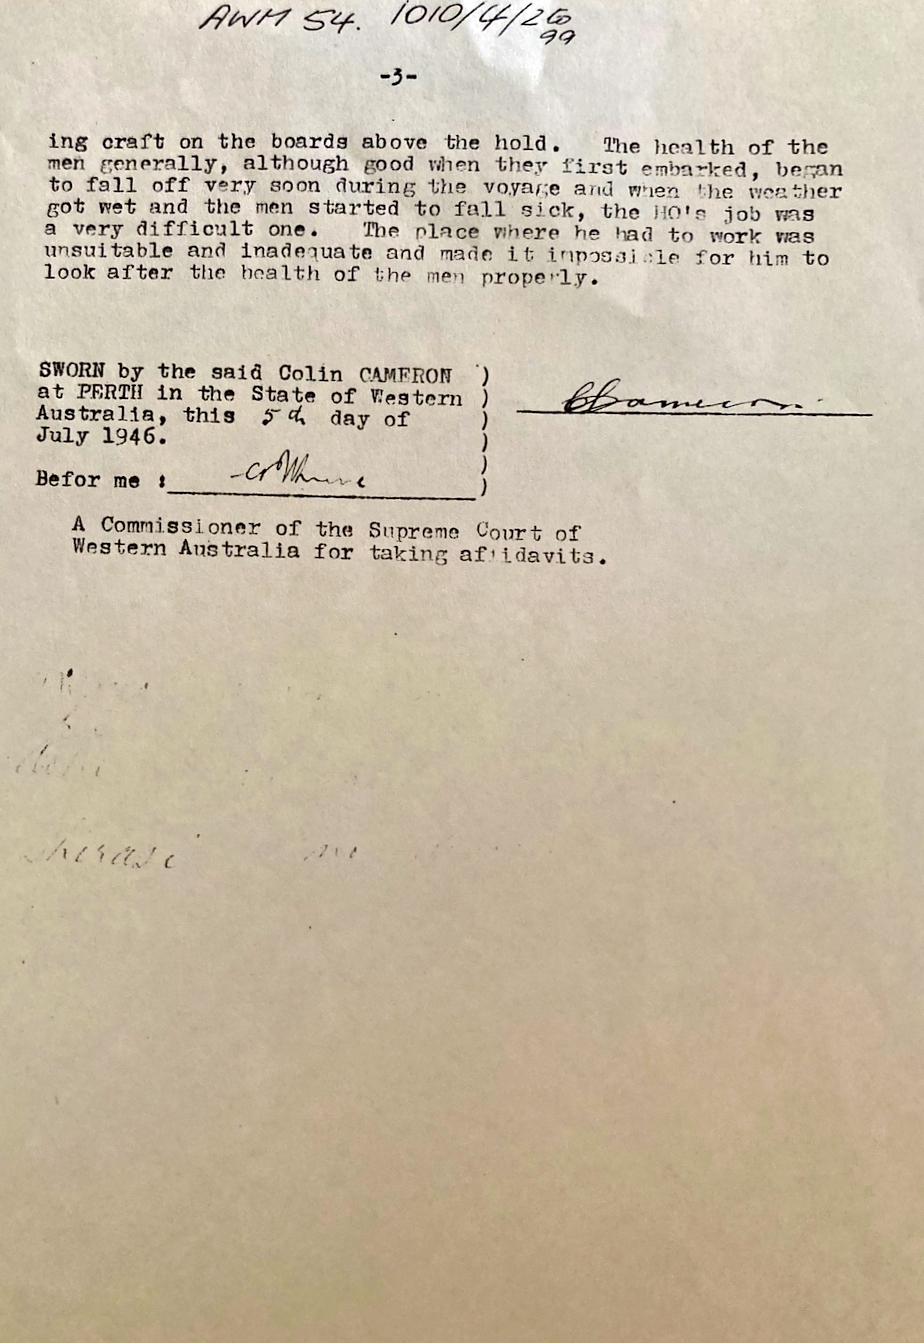 AWM 54. 1010/4/2 to
99
-3-
ing craft on the boards above the hold. The health of the
men generally, although good when they first embarked, began
to fall off very soon during the voyage and when the weather
got wet and the men started to fall sick, the MO's job was
a very difficult one. The place where he had to work was
unsuitable and inadequate and made it impossible for him to
look after the health of the men properly.
SWORN by the said Colin CAMERON )
at PERTH in the State of Western )
Australia, this 5th day of )
July 1946. )
)
Befor me : )
CCameron
A Commissioner of the Supreme Court of
Western Australia for taking affidavits.